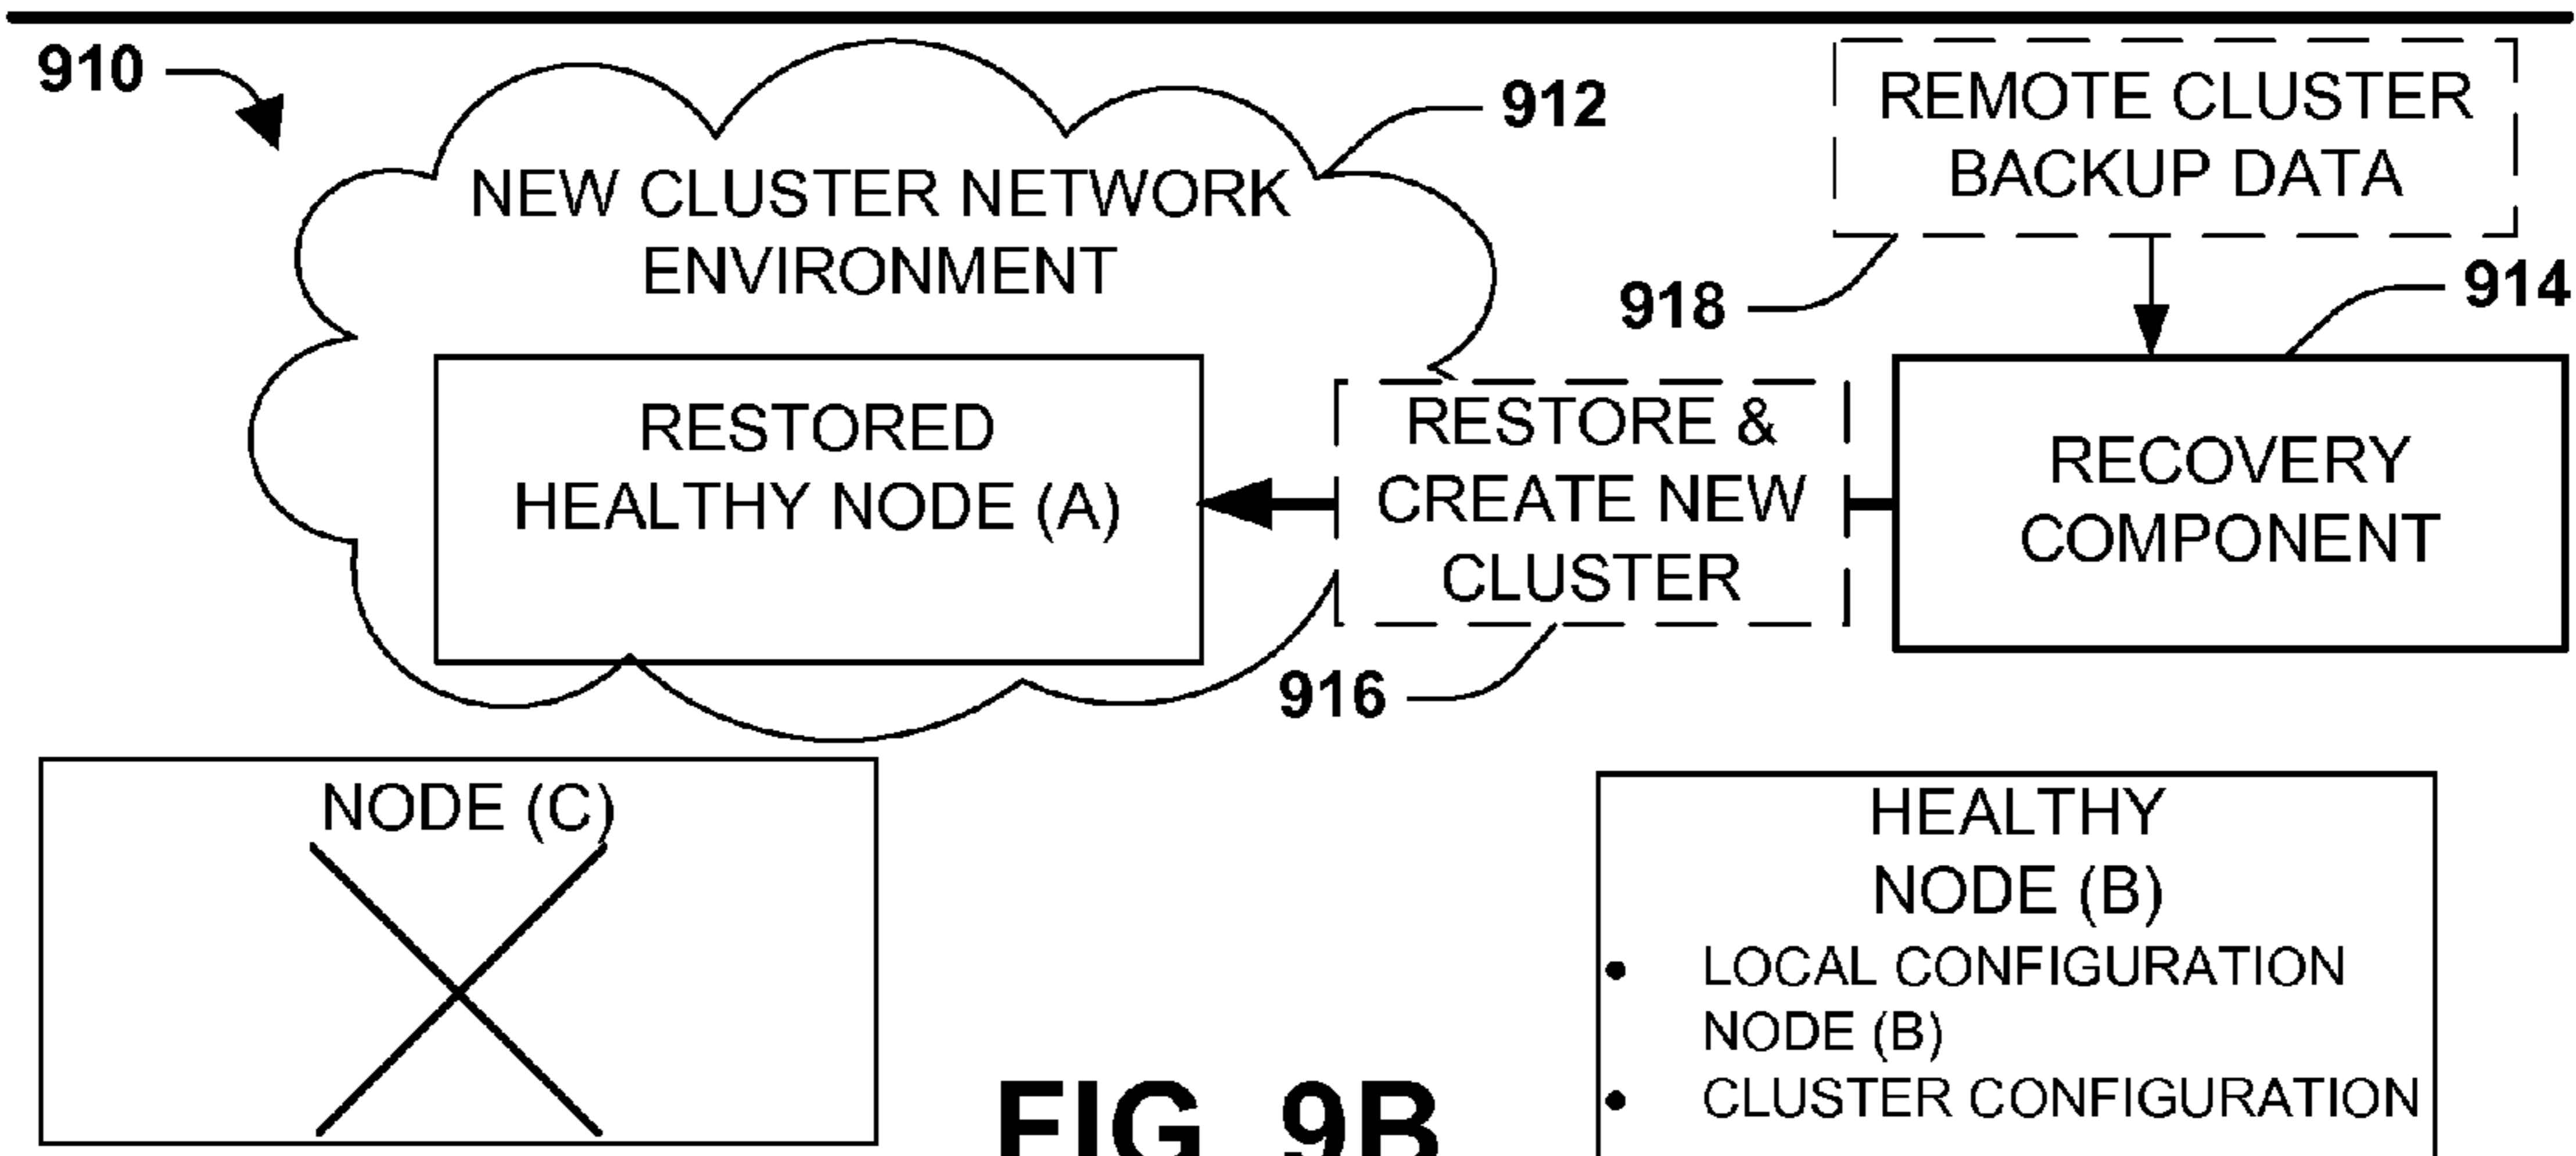 910
912
REMOTE CLUSTER
BACKUP DATA
NEW CLUSTER NETWORK
ENVIRONMENT
918
914
RESTORED
HEALTHY NODE (A)
RESTORE &
CREATE NEW
CLUSTER
RECOVERY
COMPONENT
916
NODE (C)
HEALTHY
NODE (B)
• LOCAL CONFIGURATION
NODE (B)
• CLUSTER CONFIGURATION
FIG. 9B